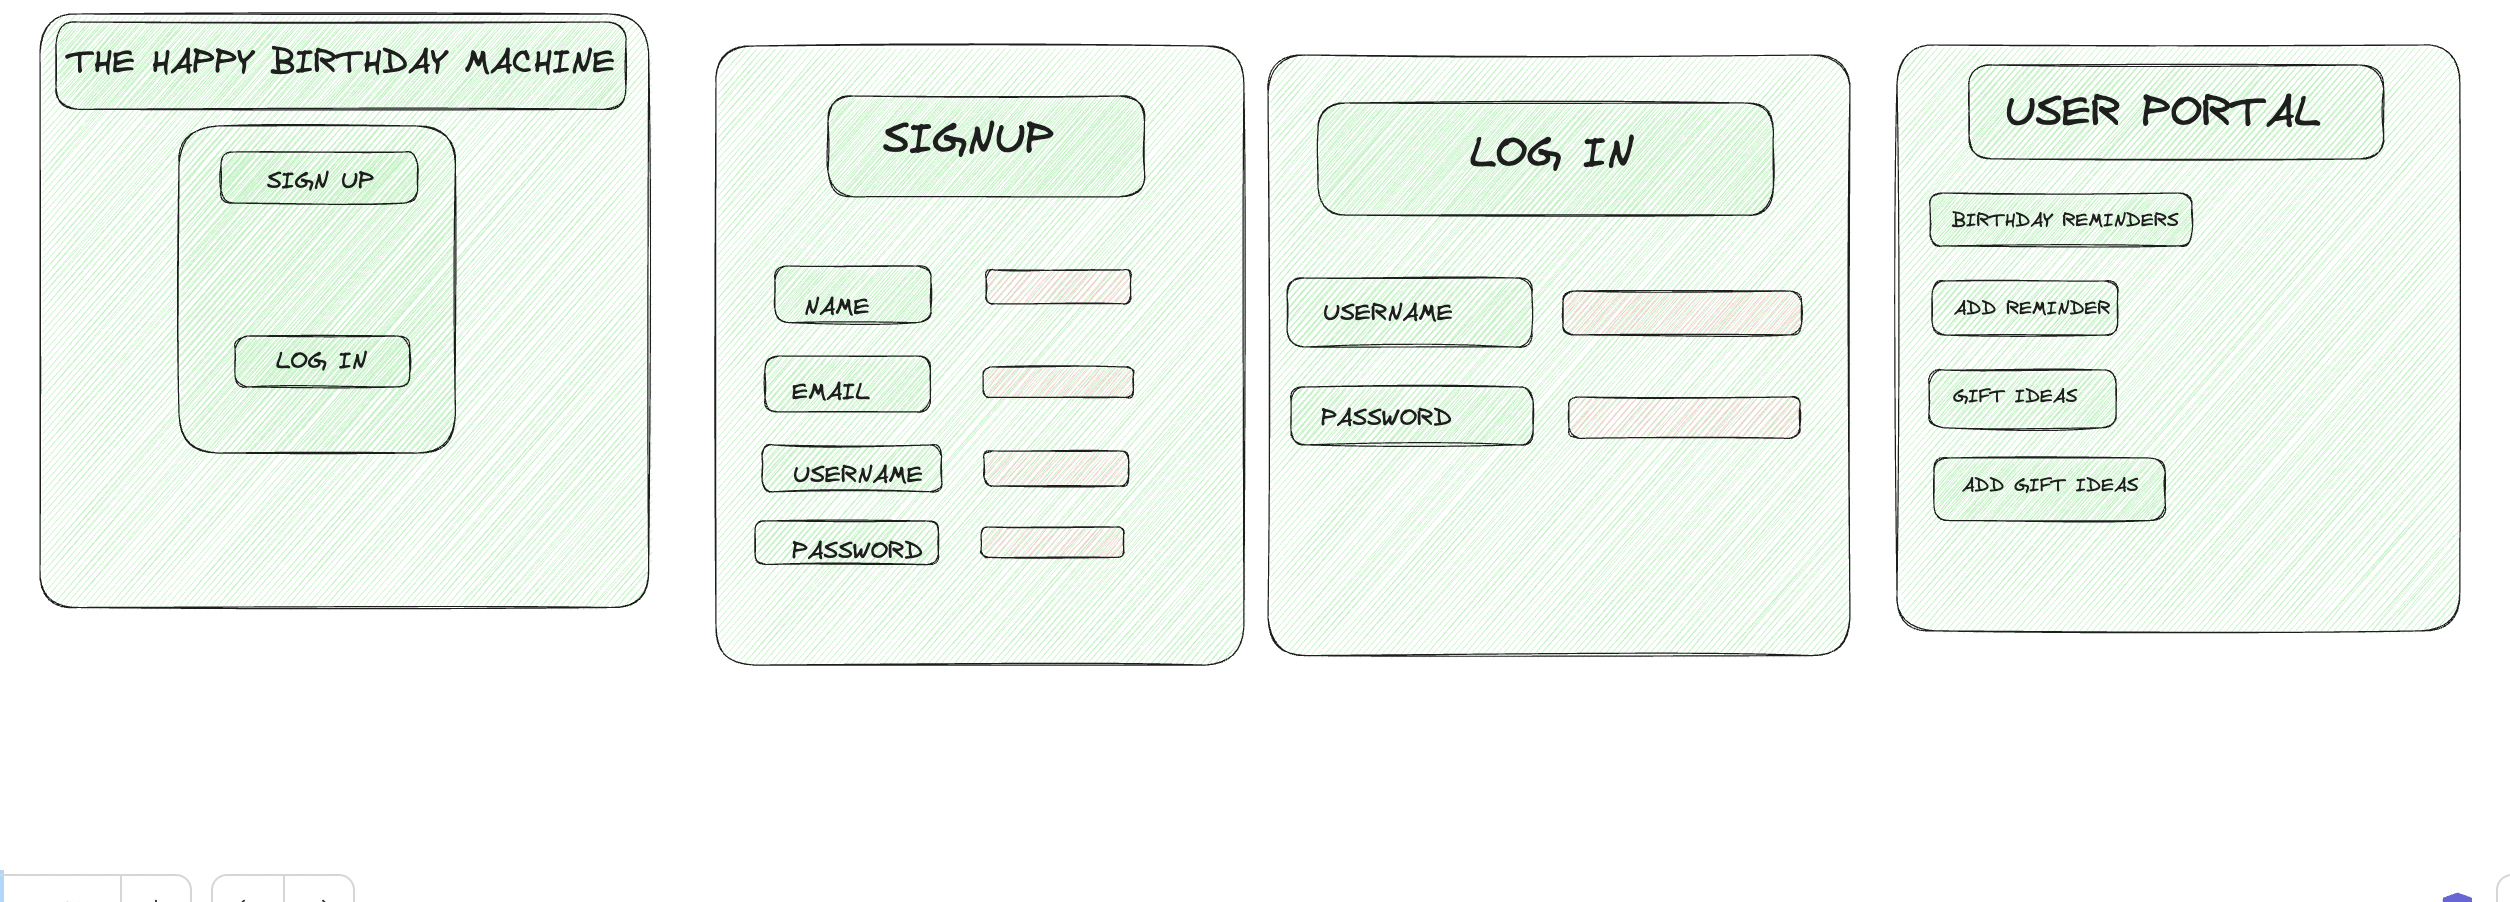 THE HAPPY BIRTHDAY MACHINE
SIGN UP
LOG IN
SIGNUP
NAME
EMAIL
USERNAME
PASSWORD
LOG IN
USERNAME
PASSWORD
USER PORTAL
BIRTHDAY REMINDERS
ADD REMINDER
GIFT IDEAS
ADD GIFT IDEAS